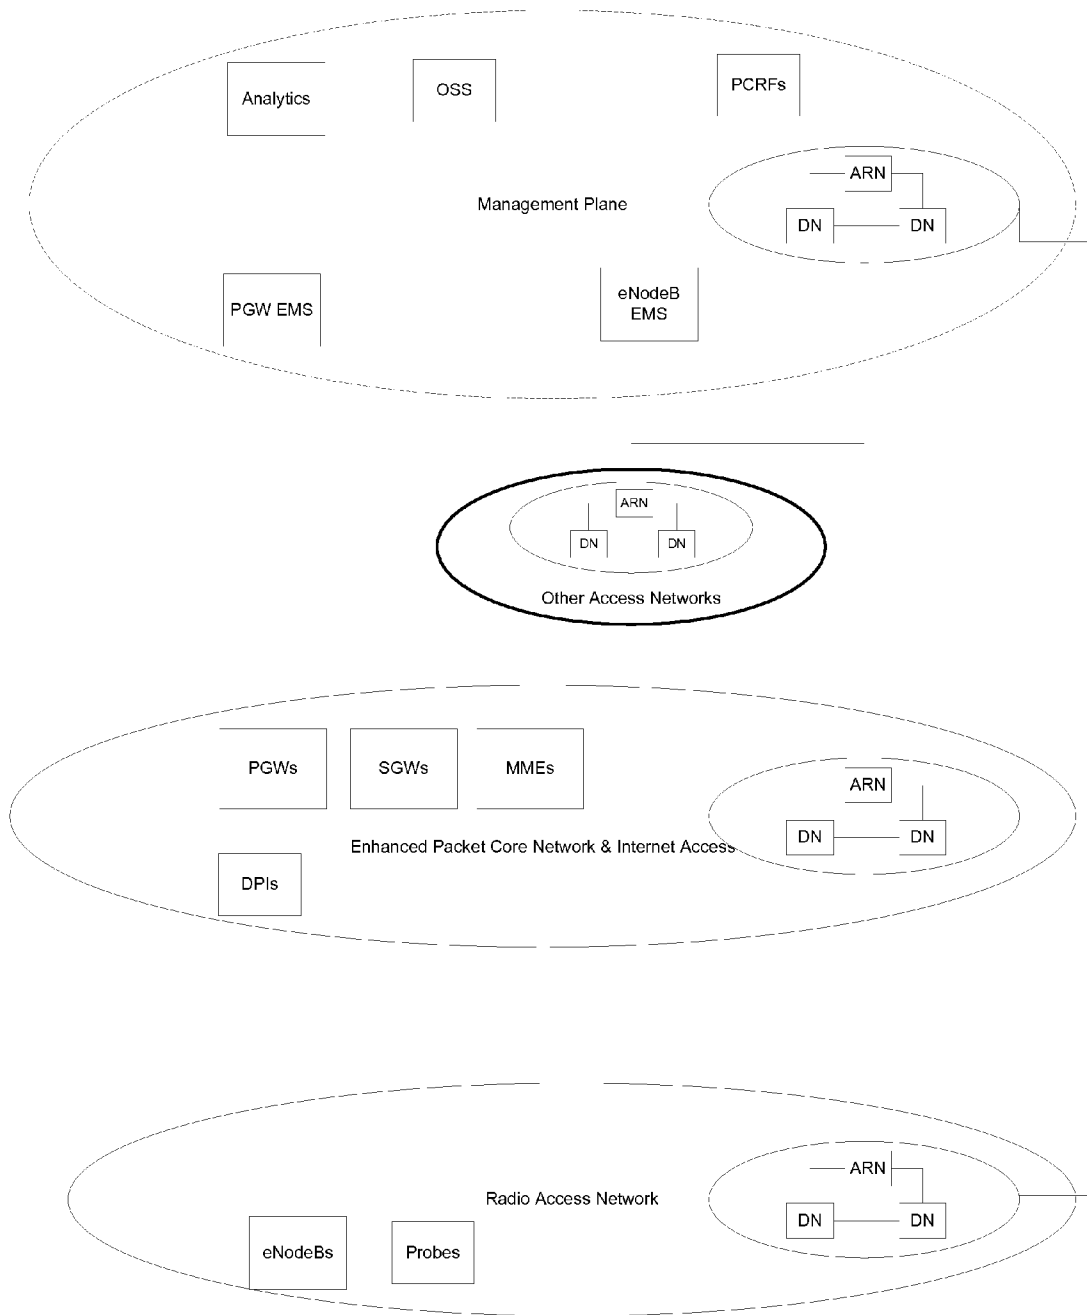 Analytics
OSS
PCRFs
ARN
Management Plane
DN
DN
PGW EMS
eNodeB
EMS
ARN
DN
DN
Other Access Networks
PGWs
SGWs
MMEs
ARN
DN
DN
Enhanced Packet Core Network & Internet Access
DPIs
ARN
Radio Access Network
DN
DN
eNodeBs
Probes